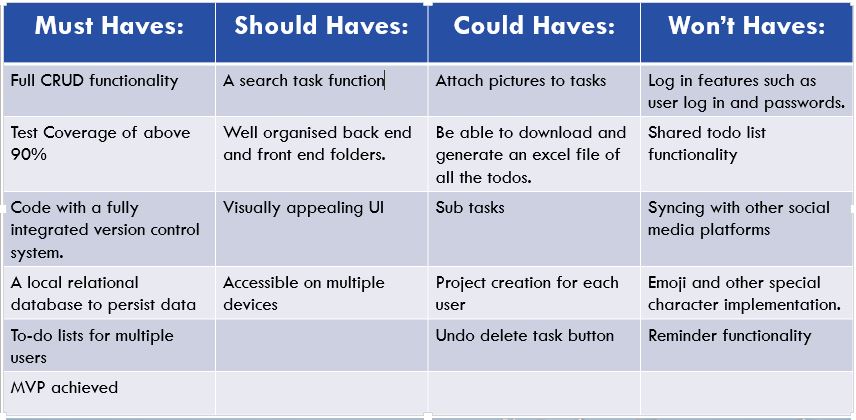 Must Haves:
Should Haves:
Could Haves:
Won't Haves:
Full CRUD functionality
A search task function
Attach pictures to tasks
Log in features such as
user log in and passwords.
Test Coverage of above
90%
Well organised back end
and front end folders.
Be able to download and
generate an excel file of
all the todos.
Shared todo list
functionality
Code with a fully
integrated version control
system.
Visually appealing UI
Sub tasks
Syncing with other social
media platforms
A local relational
database to persist data
Accessible on multiple
devices
Project creation for each
user
Emoji and other special
character implementation.
To-do lists for multiple
users
Undo delete task button
Reminder functionality
MVP achieved